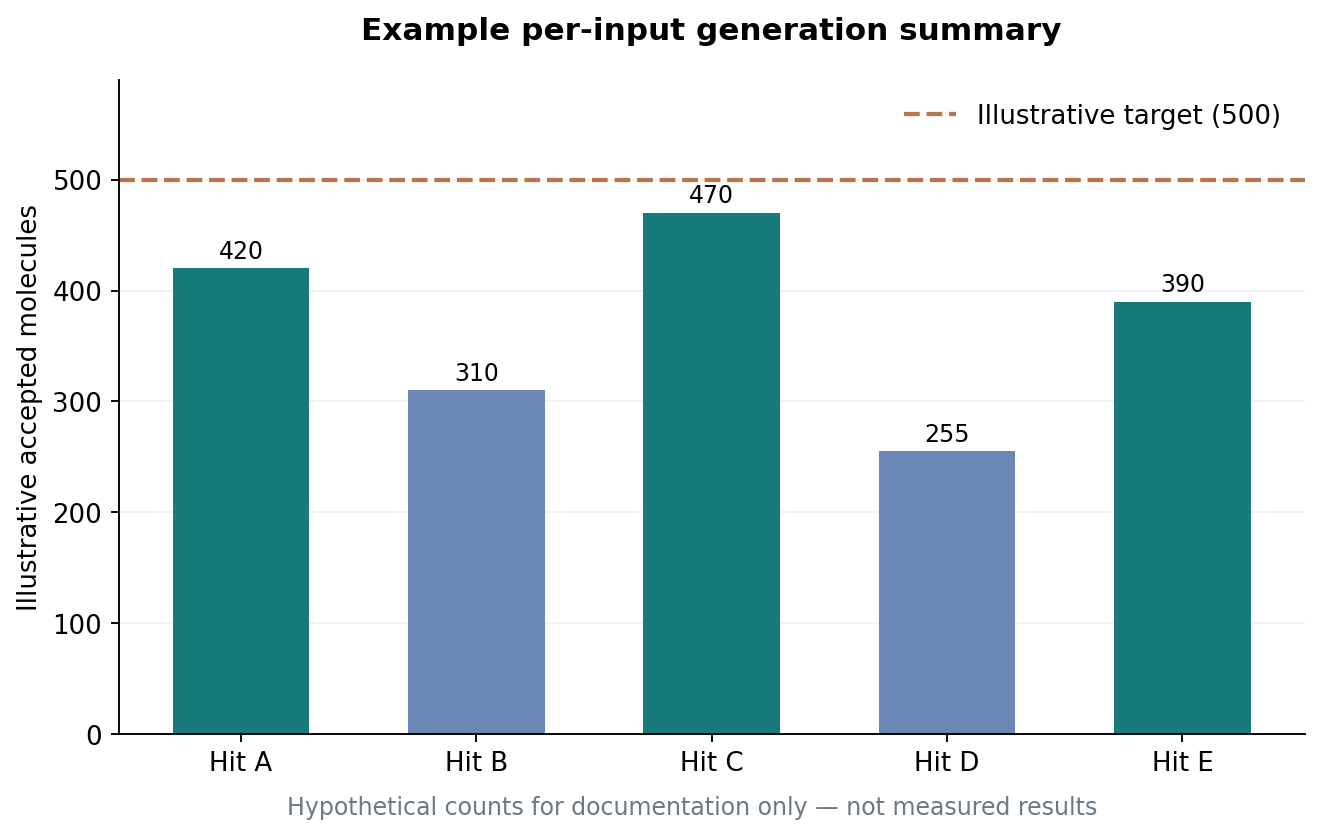 Example per-input generation summary
Illustrative target (500)
Illustrative accepted molecules
500
400
300
200
100
0
420
310
470
255
390
Hit A
Hit B
Hit C
Hit D
Hit E
Hypothetical counts for documentation only — not measured results